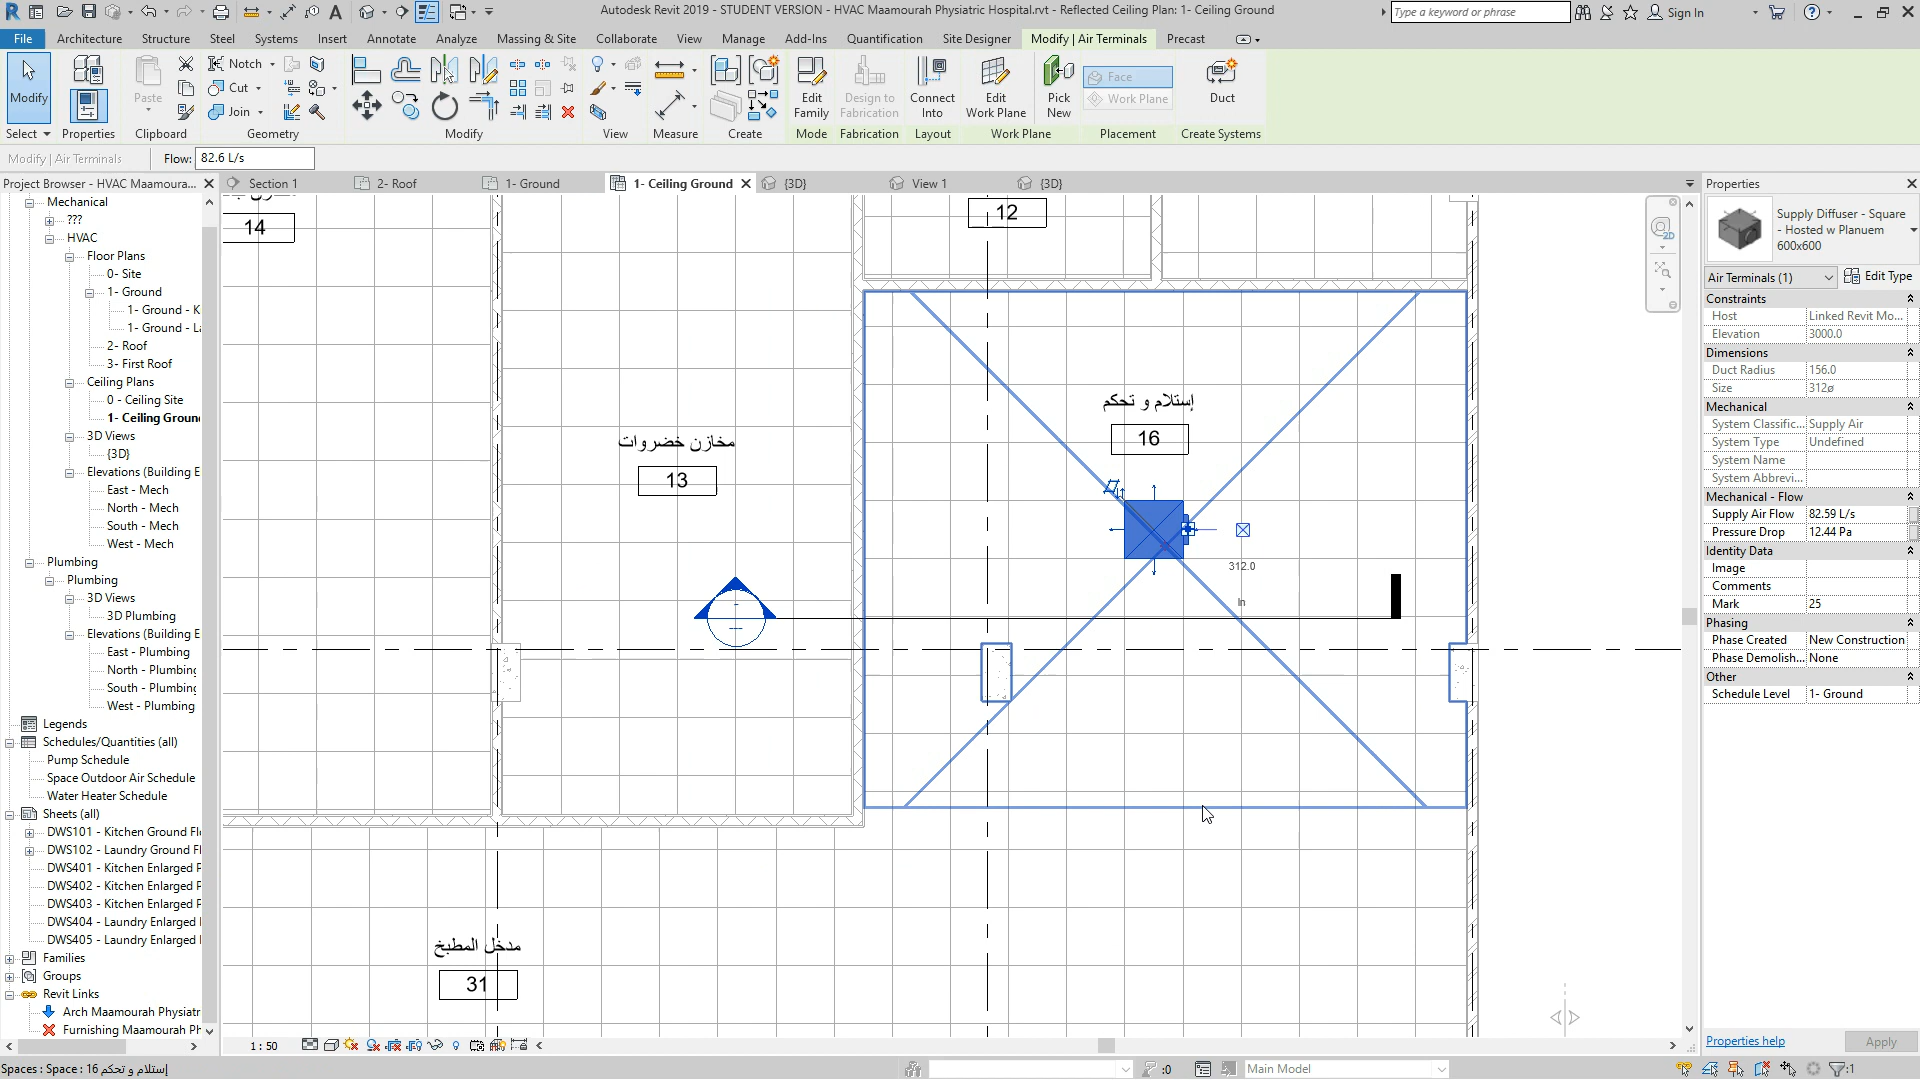 Autodesk Revit 2019 - STUDENT VERSION - HVAC Maamourah Physiatric Hospital.rvt - Reflected Ceiling Plan: 1- Ceiling Ground
Type a keyword or phrase
Sign In
File Architecture Structure Steel Systems Insert Annotate Analyze Massing & Site Collaborate View Manage Add-Ins Quantification Site Designer Modify | Air Terminals Precast
Modify
Paste
Notch
Cut
Join
Edit Family
Design to Fabrication
Connect Into
Edit Work Plane
Pick New
Face
Work Plane
Duct
Select Properties Clipboard Geometry Modify View Measure Create Mode Fabrication Layout Work Plane Placement Create Systems
Modify | Air Terminals Flow: 82.6 L/s
Project Browser - HVAC Maamoura...
Section 1 2- Roof 1- Ground 1- Ceiling Ground {3D} View 1 {3D}
Mechanical
???
HVAC
Floor Plans
0- Site
1- Ground
1- Ground - K
1- Ground - La
2- Roof
3- First Roof
Ceiling Plans
0 - Ceiling Site
1- Ceiling Groun
3D Views
{3D}
Elevations (Building E
East - Mech
North - Mech
South - Mech
West - Mech
Plumbing
Plumbing
3D Views
3D Plumbing
Elevations (Building E
East - Plumbing
North - Plumbing
South - Plumbing
West - Plumbing
Legends
Schedules/Quantities (all)
Pump Schedule
Space Outdoor Air Schedule
Water Heater Schedule
Sheets (all)
DWS101 - Kitchen Ground Fl
DWS102 - Laundry Ground F
DWS401 - Kitchen Enlarged F
DWS402 - Kitchen Enlarged F
DWS403 - Kitchen Enlarged F
DWS404 - Laundry Enlarged
DWS405 - Laundry Enlarged
Families
Groups
Revit Links
Arch Maamourah Physiatr
Furnishing Maamourah Ph
14
12
إستلام و تحكم
16
مخازن خضروات
13
312.0
In
مدخل المطبخ
31
2D
Properties
Supply Diffuser - Square - Hosted w Planuem
600x600
Air Terminals (1) Edit Type
Constraints
Host Linked Revit Mo...
Elevation 3000.0
Dimensions
Duct Radius 156.0
Size 312ø
Mechanical
System Classific... Supply Air
System Type Undefined
System Name
System Abbrevi...
Mechanical - Flow
Supply Air Flow 82.59 L/s
Pressure Drop 12.44 Pa
Identity Data
Image
Comments
Mark 25
Phasing
Phase Created New Construction
Phase Demolish... None
Other
Schedule Level 1- Ground
Properties help Apply
1 : 50
Spaces : Space : 16 إستلام و تحكم
:0 Main Model :1